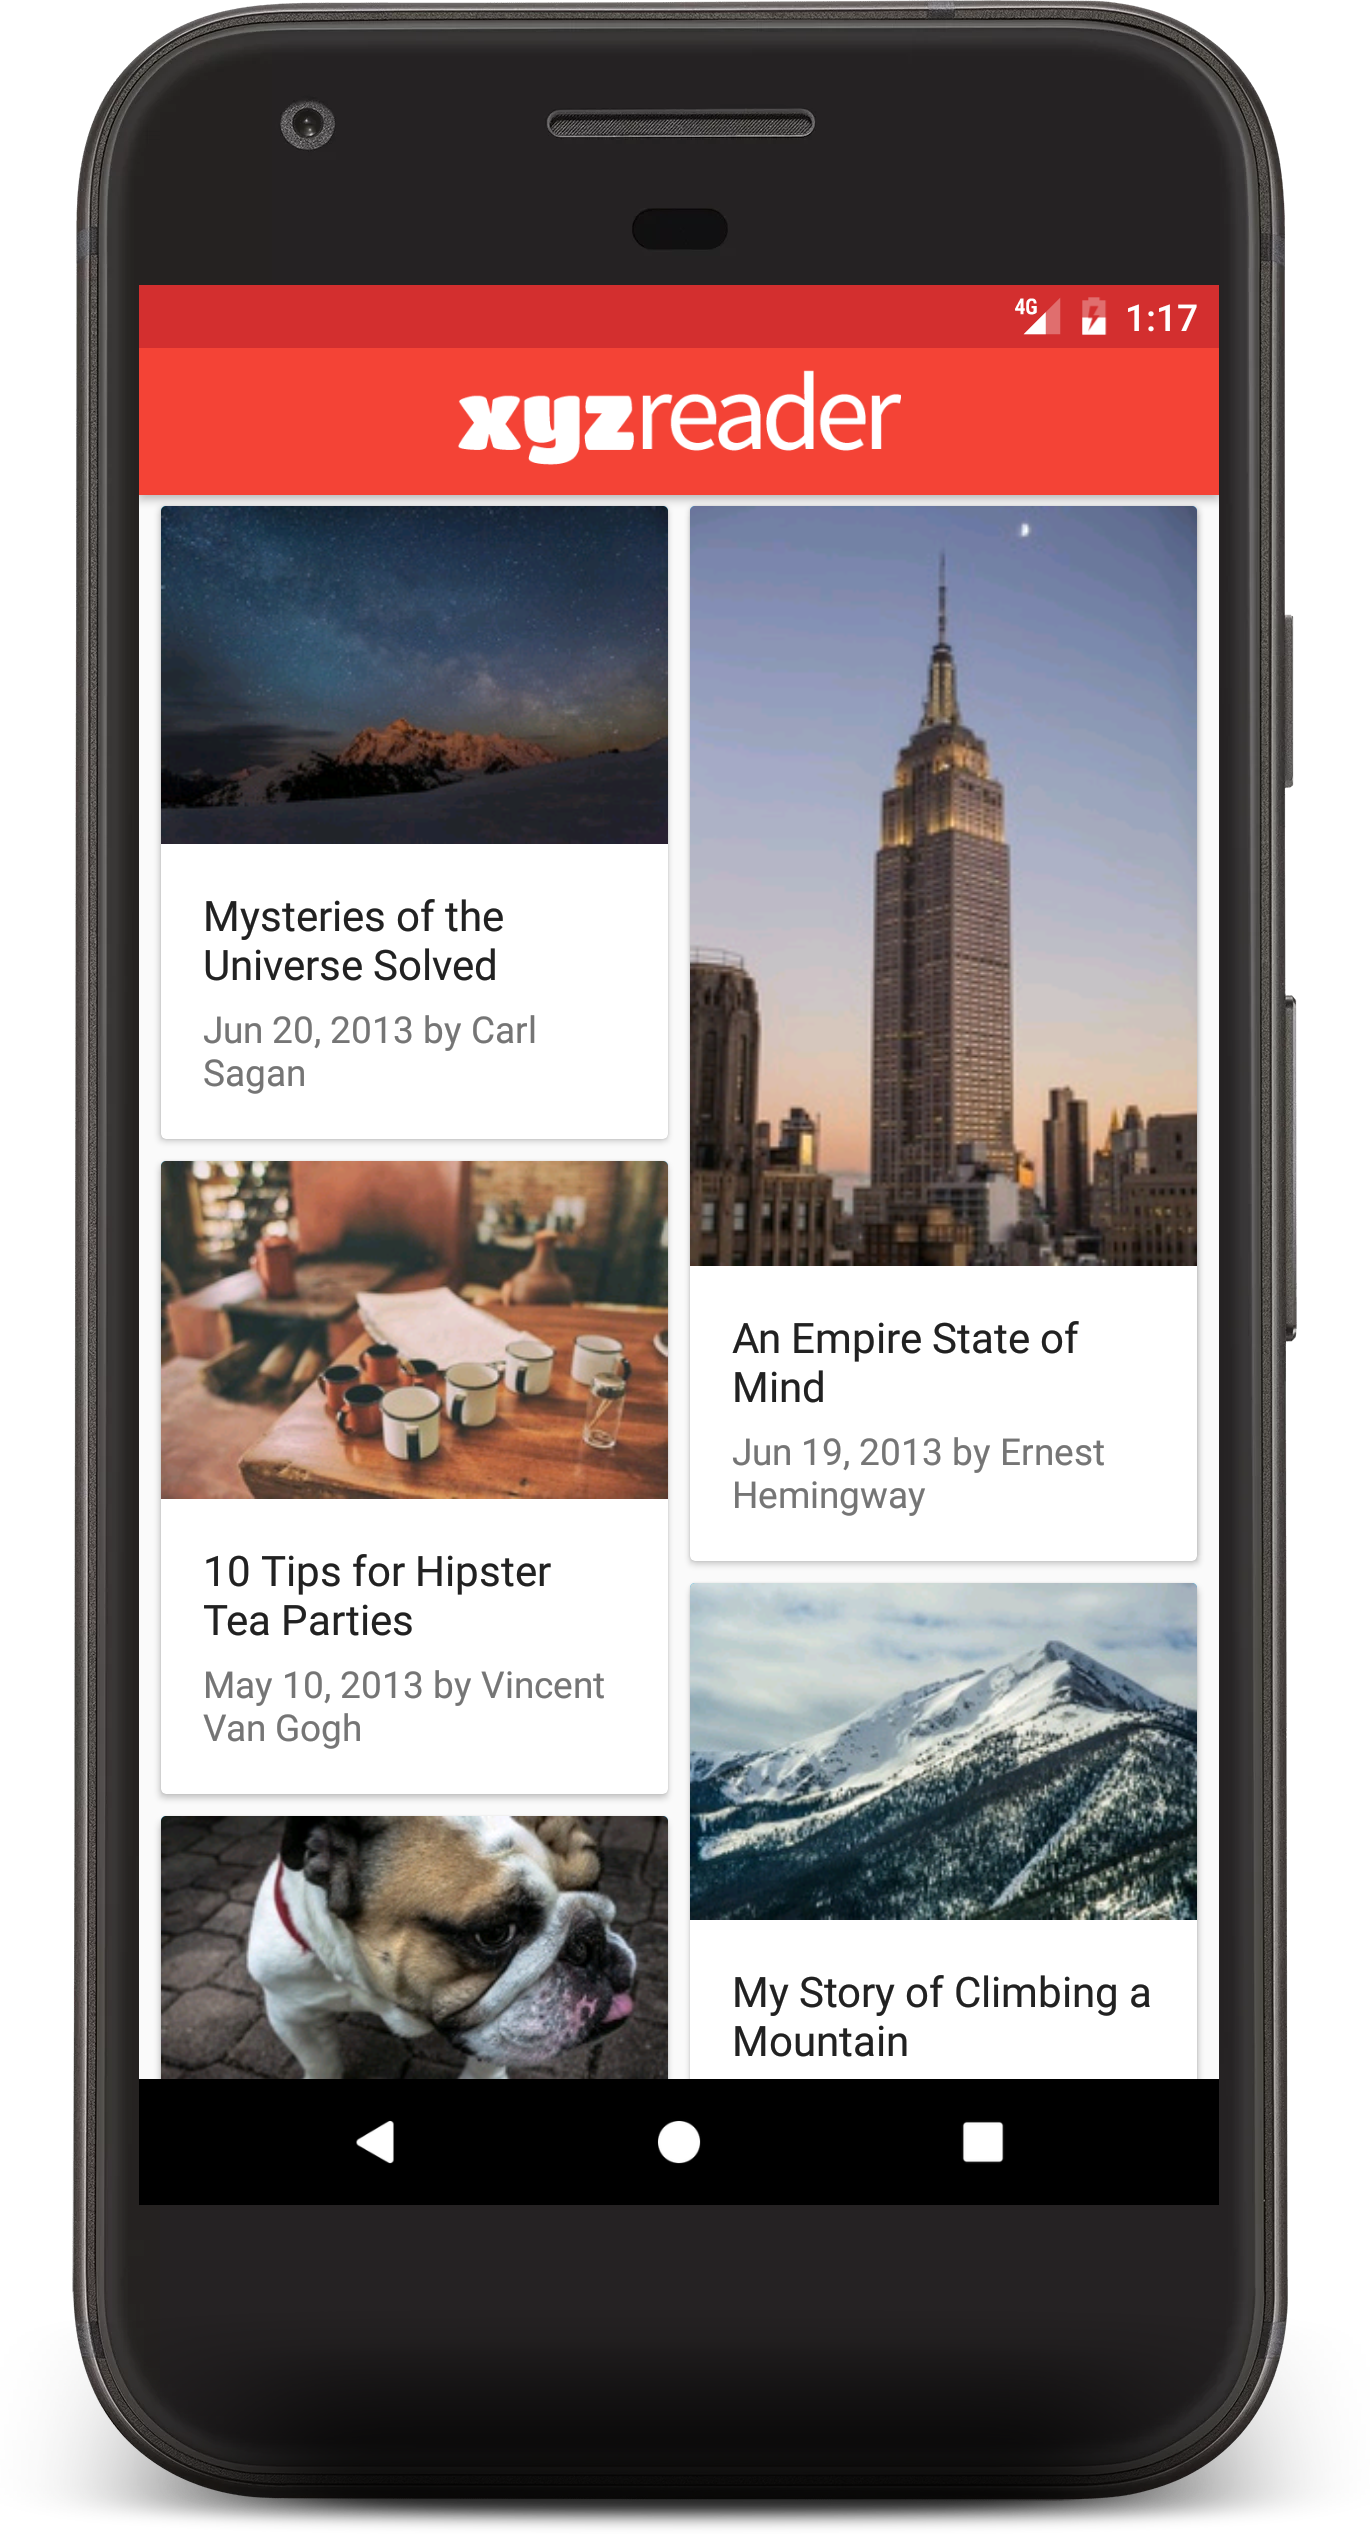 4G 1:17
xyzreader
Mysteries of the
Universe Solved
Jun 20, 2013 by Carl
Sagan
An Empire State of
Mind
Jun 19, 2013 by Ernest
Hemingway
10 Tips for Hipster
Tea Parties
May 10, 2013 by Vincent
Van Gogh
My Story of Climbing a
Mountain